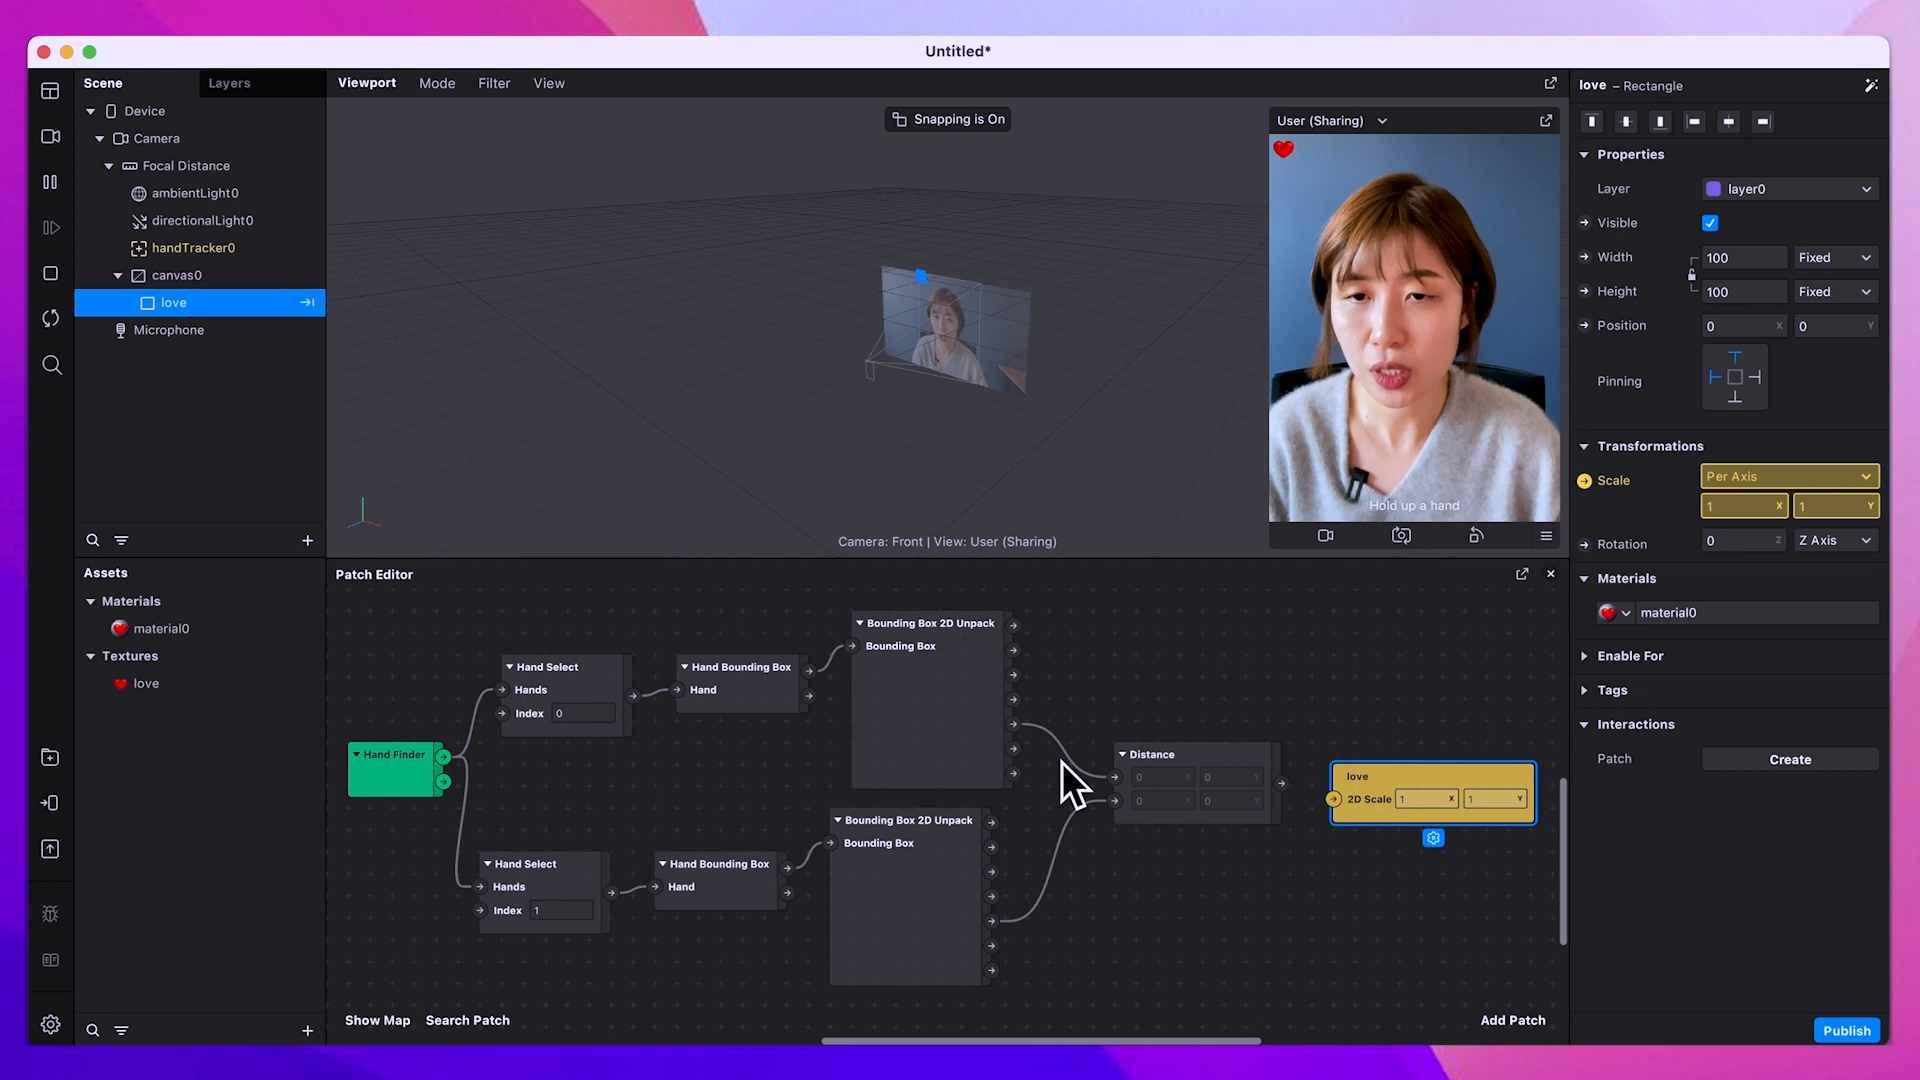 Untitled*
Scene
Layers
Device
Camera
Focal Distance
ambientLight0
directionalLight0
handTracker0
canvas0
love
Microphone
Assets
Materials
material0
Textures
love
Viewport Mode Filter View
Snapping is On
User (Sharing)
Hold up a hand
Camera: Front | View: User (Sharing)
Patch Editor
Hand Finder
Hand Select
Hands
Index 0
Hand Bounding Box
Hand
Bounding Box 2D Unpack
Bounding Box
Hand Select
Hands
Index 1
Hand Bounding Box
Hand
Bounding Box 2D Unpack
Bounding Box
Distance
0 X 0 Y
0 X 0 Y
love
2D Scale 1 X 1 Y
Show Map Search Patch
Add Patch
love – Rectangle
Properties
Layer layer0
Visible
Width 100 Fixed
Height 100 Fixed
Position 0 X 0 Y
Pinning
Transformations
Scale Per Axis
1 X 1 Y
Rotation 0 Z Z Axis
Materials
material0
Enable For
Tags
Interactions
Patch Create
Publish